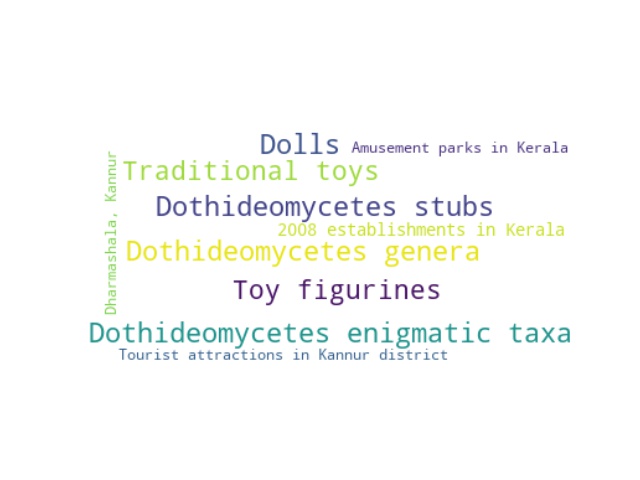 Dolls
Amusement parks in Kerala
Traditional toys
Dharmashala, Kannur
Dothideomycetes stubs
2008 establishments in Kerala
Dothideomycetes genera
Toy figurines
Dothideomycetes enigmatic taxa
Tourist attractions in Kannur district